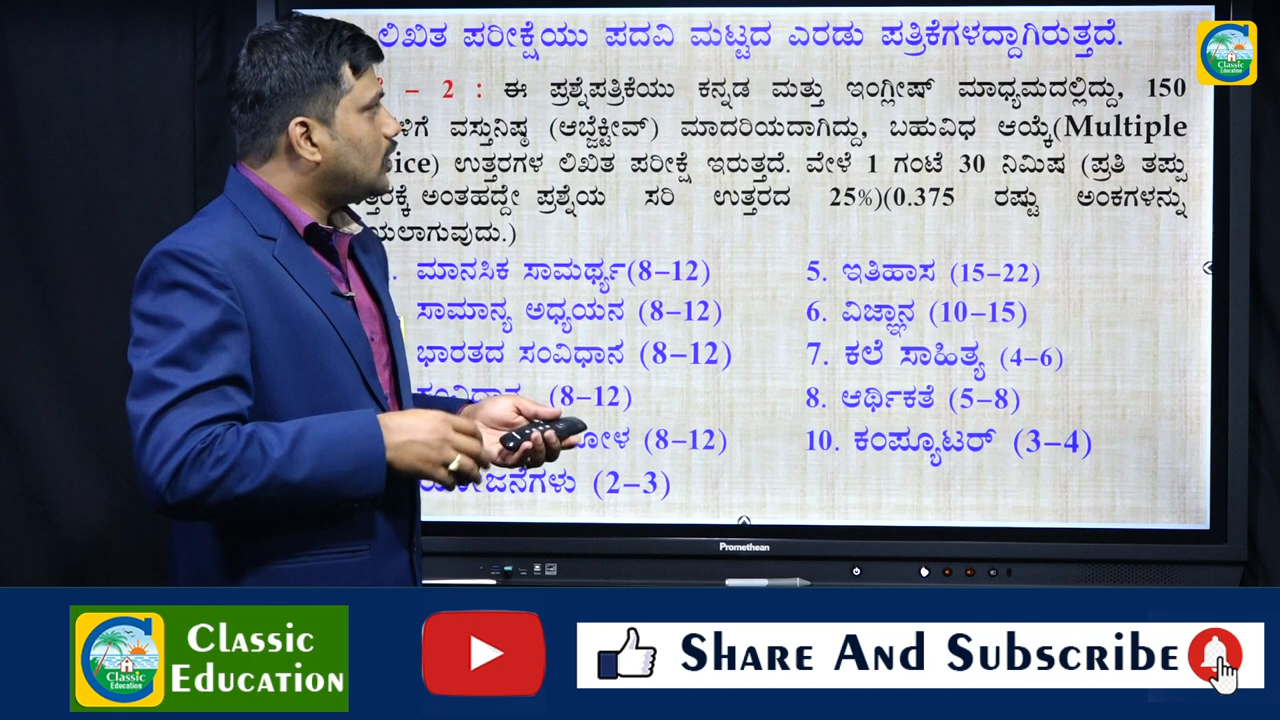 ಲಿಖಿತ ಪರೀಕ್ಷೆಯು ಪದವಿ ಮಟ್ಟದ ಎರಡು ಪತ್ರಿಕೆಗಳದ್ದಾಗಿರುತ್ತದೆ.
– 2 : ಈ ಪ್ರಶ್ನೆಪತ್ರಿಕೆಯು ಕನ್ನಡ ಮತ್ತು ಇಂಗ್ಲೀಷ್ ಮಾಧ್ಯಮದಲ್ಲಿದ್ದು, 150
ವಸ್ತುನಿಷ್ಠ (ಆಬ್ಜೆಕ್ಟೀವ್) ಮಾದರಿಯದಾಗಿದ್ದು, ಬಹುವಿಧ ಆಯ್ಕೆ(Multiple
ಉತ್ತರಗಳ ಲಿಖಿತ ಪರೀಕ್ಷೆ ಇರುತ್ತದೆ. ವೇಳೆ 1 ಗಂಟೆ 30 ನಿಮಿಷ (ಪ್ರತಿ ತಪ್ಪು
ಅಂತಹದ್ದೇ ಪ್ರಶ್ನೆಯ ಸರಿ ಉತ್ತರದ 25%)(0.375 ರಷ್ಟು ಅಂಕಗಳನ್ನು
ಮಾನಸಿಕ ಸಾಮರ್ಥ್ಯ(8–12)
ಸಾಮಾನ್ಯ ಅಧ್ಯಯನ (8–12)
ಭಾರತದ ಸಂವಿಧಾನ (8–12)
(8–12)
(8–12)
(2–3)
5. ಇತಿಹಾಸ (15–22)
6. ವಿಜ್ಞಾನ (10–15)
7. ಕಲೆ ಸಾಹಿತ್ಯ (4–6)
8. ಆರ್ಥಿಕತೆ (5–8)
10. ಕಂಪ್ಯೂಟರ್ (3–4)
Classic
Education
Promethean
Classic
Education
Classic
Education
Share And Subscribe